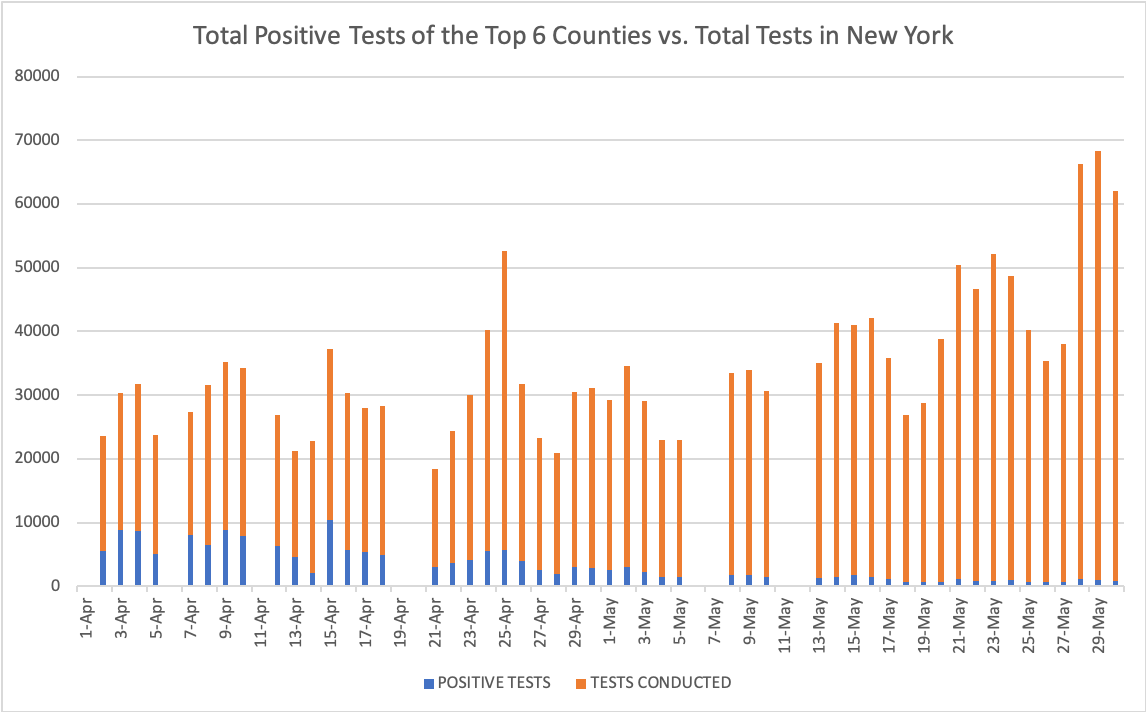 Total Positive Tests of the Top 6 Counties vs. Total Tests in New York
80000
70000
60000
50000
40000
30000
20000
10000
0
1-Apr
3-Apr
5-Apr
7-Apr
9-Apr
11-Apr
13-Apr
15-Apr
17-Apr
19-Apr
21-Apr
23-Apr
25-Apr
27-Apr
29-Apr
1-May
3-May
5-May
7-May
9-May
11-May
13-May
15-May
17-May
19-May
21-May
23-May
25-May
27-May
29-May
POSITIVE TESTS
TESTS CONDUCTED